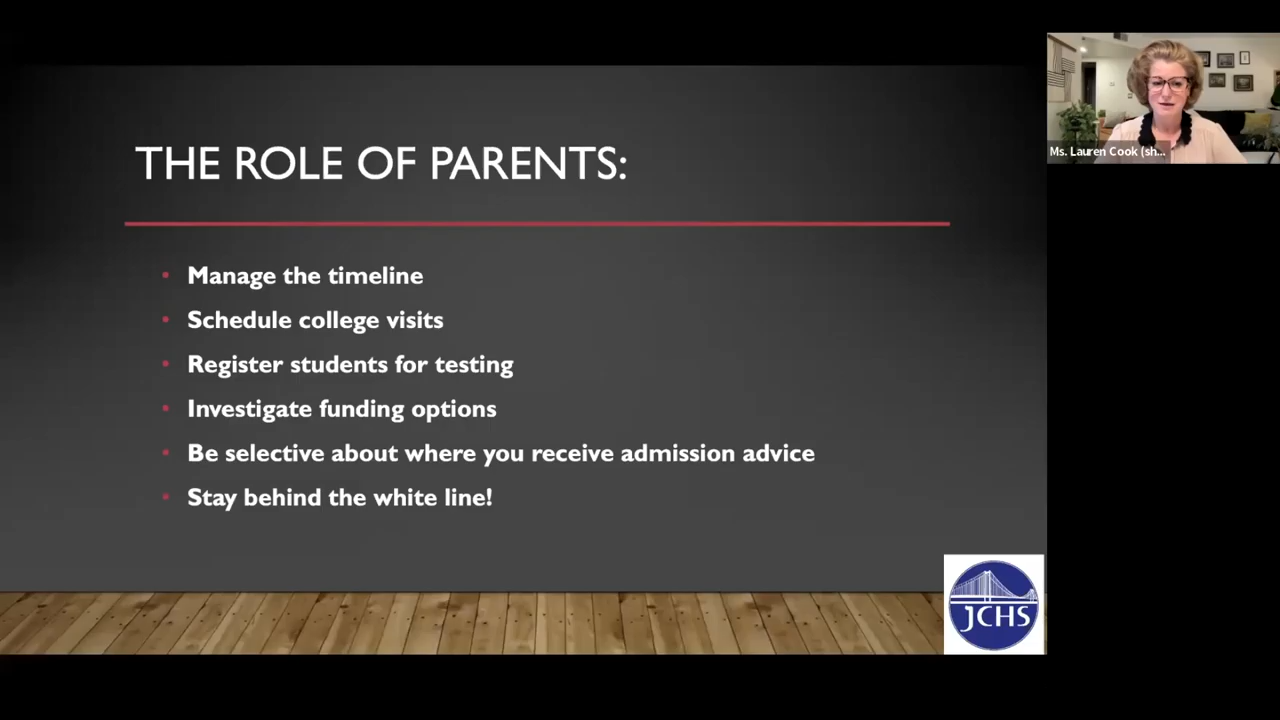 THE ROLE OF PARENTS:
Manage the timeline
Schedule college visits
Register students for testing
Investigate funding options
Be selective about where you receive admission advice
Stay behind the white line!
Ms. Lauren Cook (sh...
JCHS